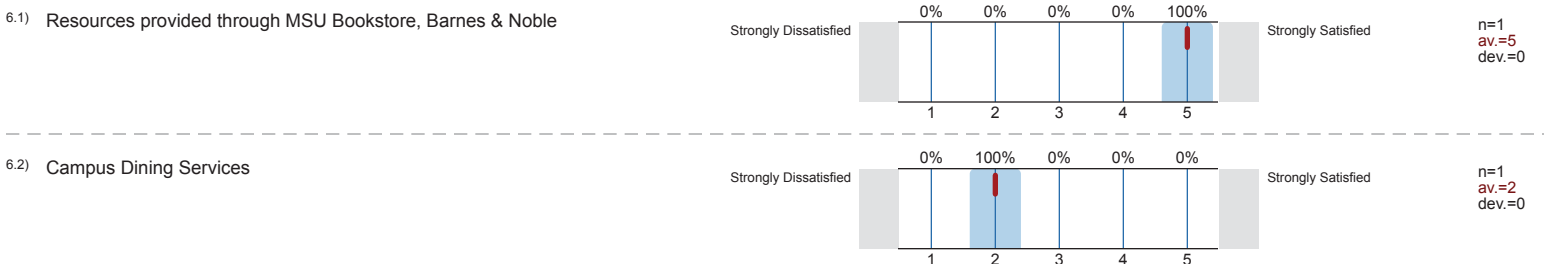 6.1) Resources provided through MSU Bookstore, Barnes & Noble
Strongly Dissatisfied
0% 0% 0% 0% 100%
1 2 3 4 5
Strongly Satisfied
n=1
av.=5
dev.=0
6.2) Campus Dining Services
Strongly Dissatisfied
0% 100% 0% 0% 0%
1 2 3 4 5
Strongly Satisfied
n=1
av.=2
dev.=0